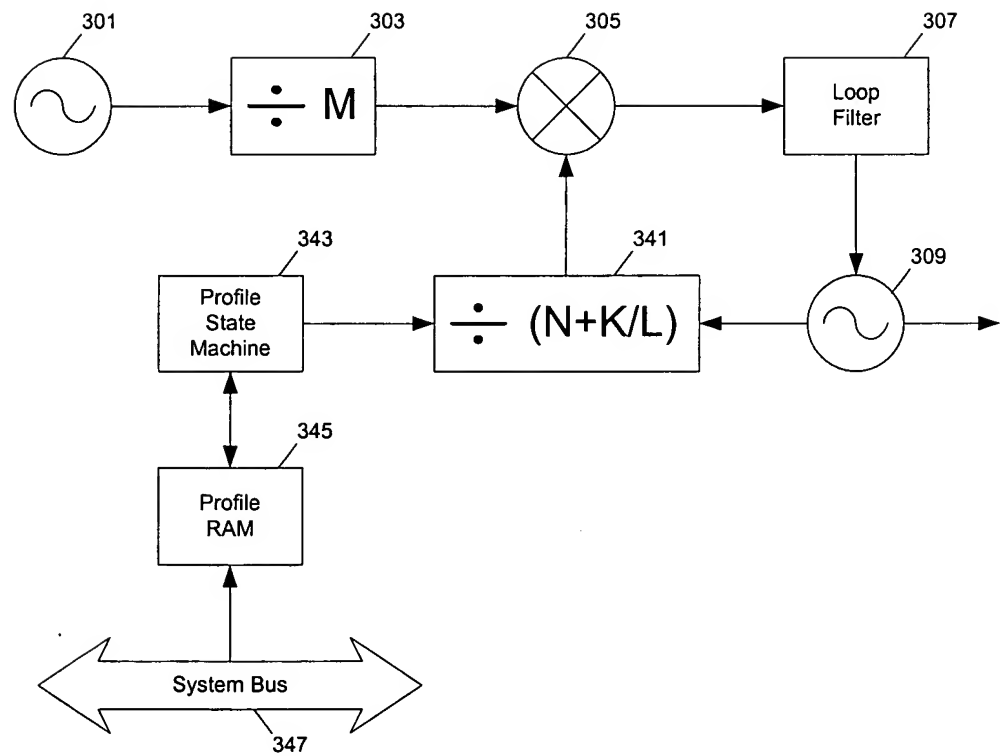 301
303
305
307
÷ M
Loop
Filter
343
341
309
Profile
State
Machine
÷ (N+K/L)
345
Profile
RAM
System Bus
347